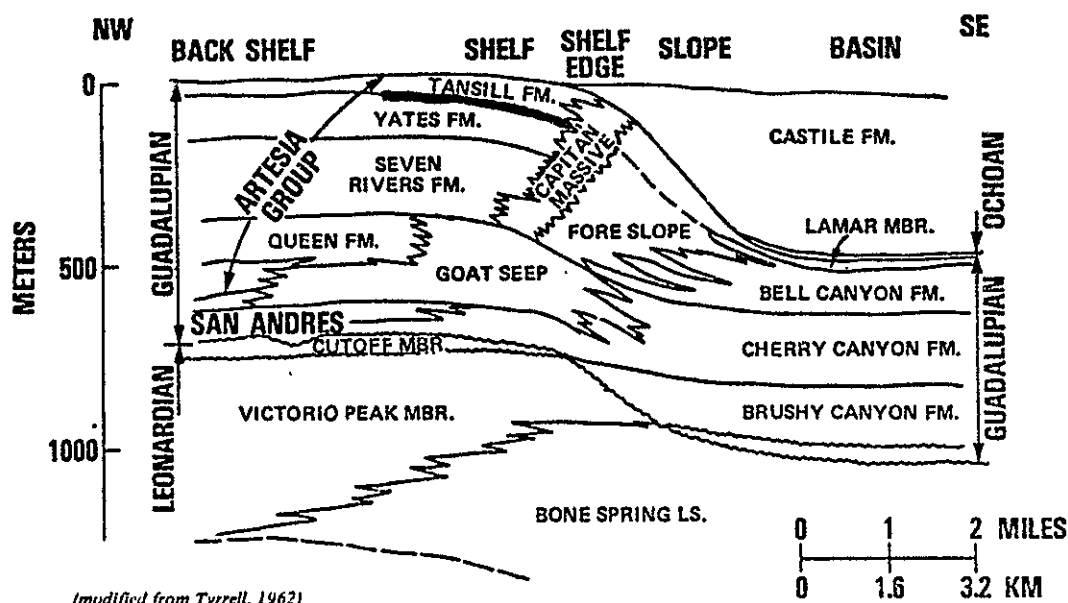 NW
SE
BACK SHELF
SHELF
SHELF
EDGE
SLOPE
BASIN
0
500
1000
METERS
GUADALUPIAN
LEONARDIAN
ARTESIA
GROUP
TANSILL FM.
YATES FM.
SEVEN
RIVERS FM.
QUEEN FM.
SAN ANDRES
CUTOFF MBR
VICTORIO PEAK MBR.
CAPITAN
MASSIVE
FORE SLOPE
GOAT SEEP
BONE SPRING LS.
CASTILE FM.
LAMAR MBR.
BELL CANYON FM.
CHERRY CANYON FM.
BRUSHY CANYON FM.
OCHOAN
GUADALUPIAN
0 1 2 MILES
0 1.6 3.2 KM
(modified from Tyrrell, 1962)